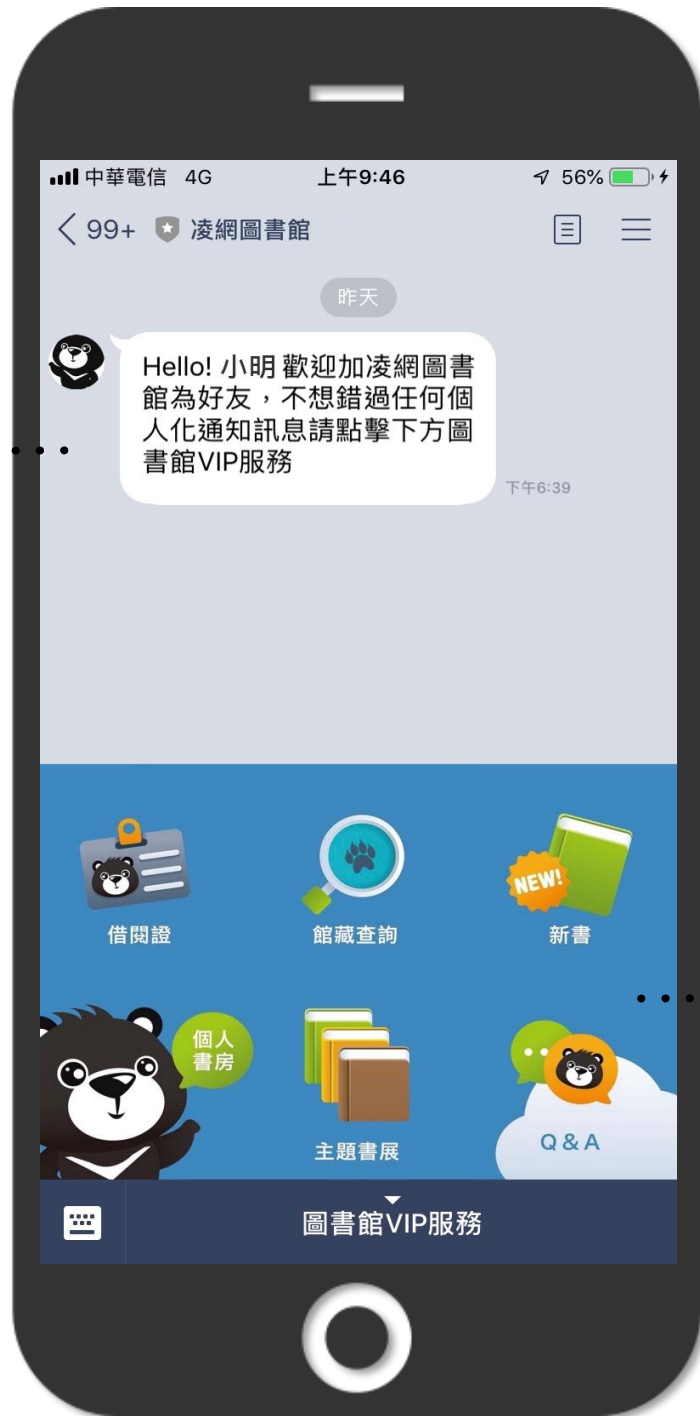 中華電信 4G 上午9:46 56%
99+ 凌網圖書館
昨天
Hello! 小明 歡迎加凌網圖書
館為好友，不想錯過任何個
人化通知訊息請點擊下方圖
書館VIP服務
下午6:39
借閱證
館藏查詢
NEW!
新書
個人
書房
主題書展
Q & A
圖書館VIP服務